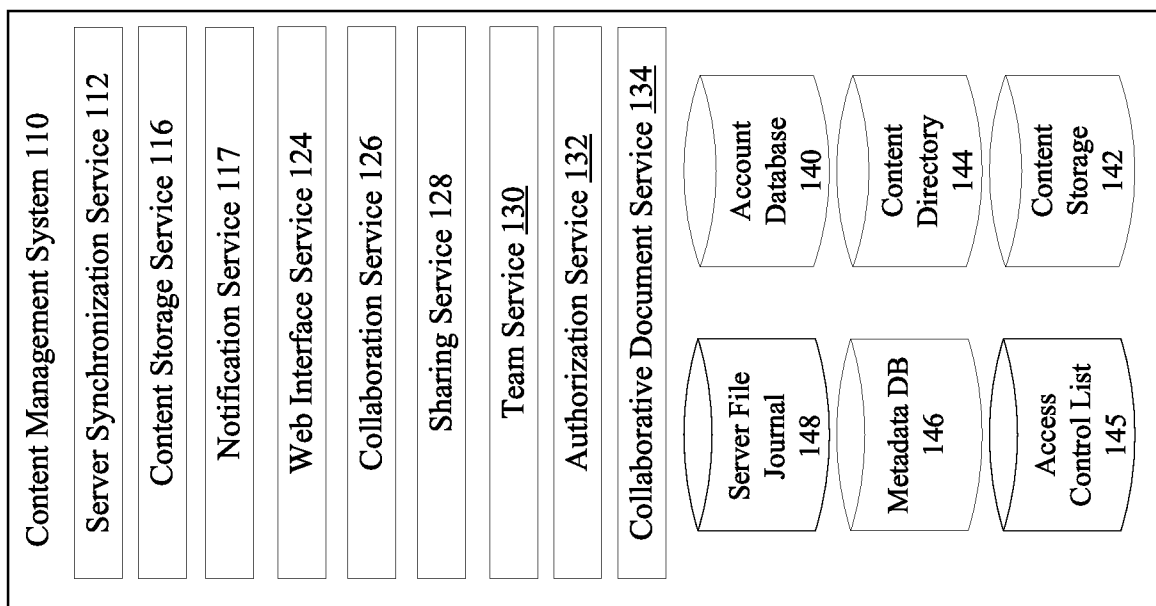 Content Management System 110
Server Synchronization Service 112
Content Storage Service 116
Notification Service 117
Web Interface Service 124
Collaboration Service 126
Sharing Service 128
Team Service 130
Authorization Service 132
Collaborative Document Service 134
Server File
Journal
148
Account
Database
140
Metadata DB
146
Content
Directory
144
Access
Control List
145
Content
Storage
142